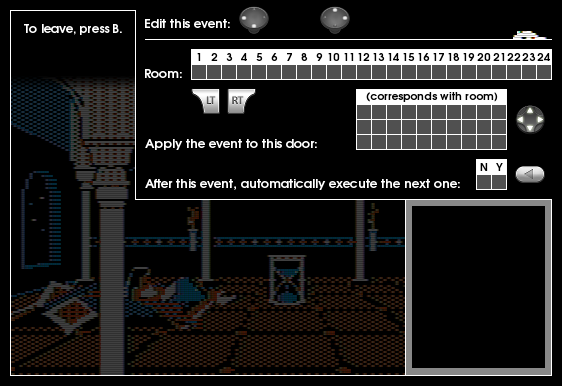 To leave, press B.
Edit this event:
1 2 3 4 5 6 7 8 9 10 11 12 13 14 15 16 17 18 19 20 21 22 23 24
Room:
LT RT
(corresponds with room)
Apply the event to this door:
N Y
After this event, automatically execute the next one: